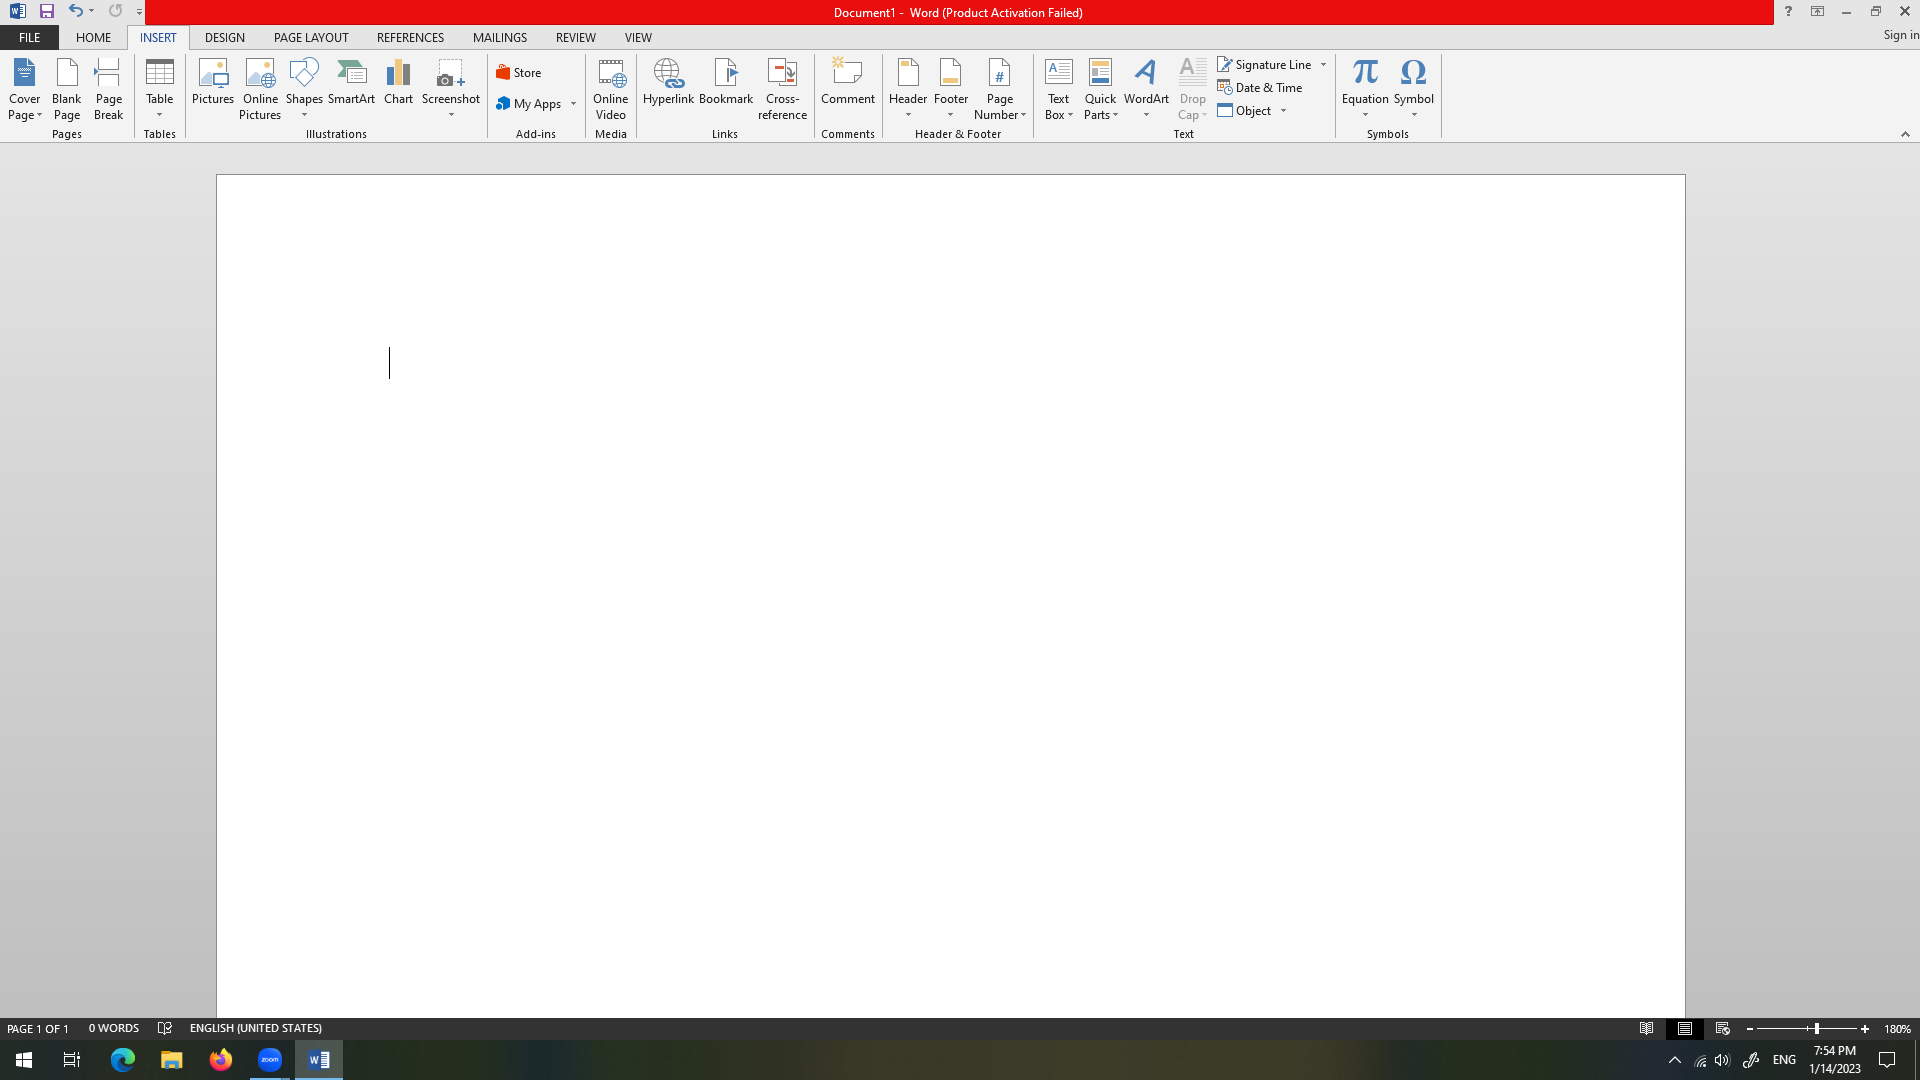 Document1 - Word (Product Activation Failed)
?
FILE HOME INSERT DESIGN PAGE LAYOUT REFERENCES MAILINGS REVIEW VIEW Sign in
Cover Page
Blank Page
Page Break
Pages
Table
Tables
Pictures
Online Pictures
Shapes
SmartArt
Chart
Screenshot
Illustrations
Store
My Apps
Add-ins
Online Video
Media
Hyperlink
Bookmark
Cross-reference
Links
Comment
Comments
Header
Footer
Page Number
Header & Footer
Text Box
Quick Parts
WordArt
Drop Cap
Signature Line
Date & Time
Object
Text
Equation
Symbol
Symbols
PAGE 1 OF 1 0 WORDS ENGLISH (UNITED STATES) 180%
zoom
ENG
7:54 PM
1/14/2023